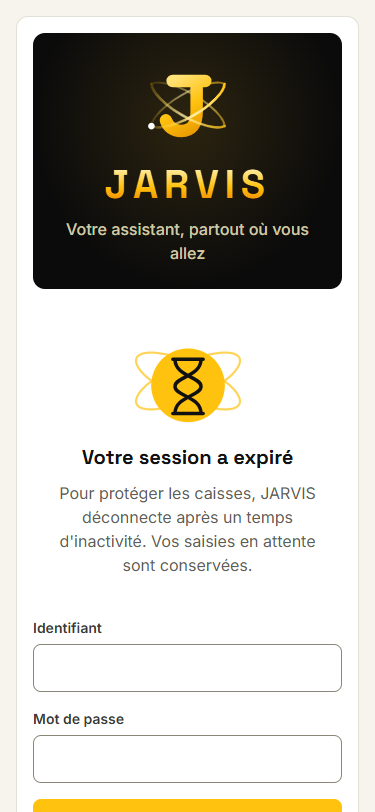 J
JARVIS
Votre assistant, partout où vous
allez
Votre session a expiré
Pour protéger les caisses, JARVIS
déconnecte après un temps
d'inactivité. Vos saisies en attente
sont conservées.
Identifiant
Mot de passe